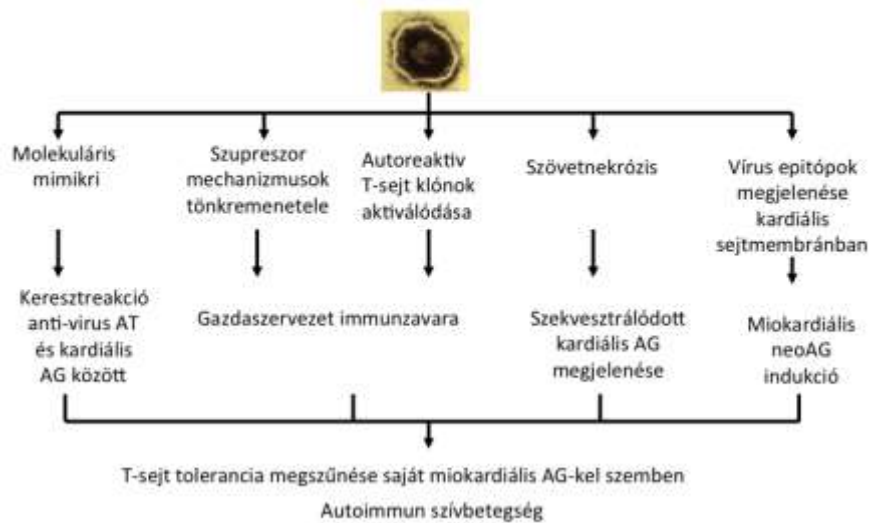 Molekuláris
mimikri
Szupreszor
mechanizmusok
tönkremenetele
Autoreaktív
T-sejt klónok
aktiválódása
Szövetnekrózis
Vírus epitópok
megjelenése
kardiális
sejtmembránban
Keresztreakció
anti-virus AT
és kardiális
AG között
Gazdaszervezet immunzavara
Szekvesztrálódott
kardiális AG
megjelenése
Miokardiális
neoAG
indukció
T-sejt tolerancia megszűnése saját miokardiális AG-kel szemben
Autoimmun szívbetegség